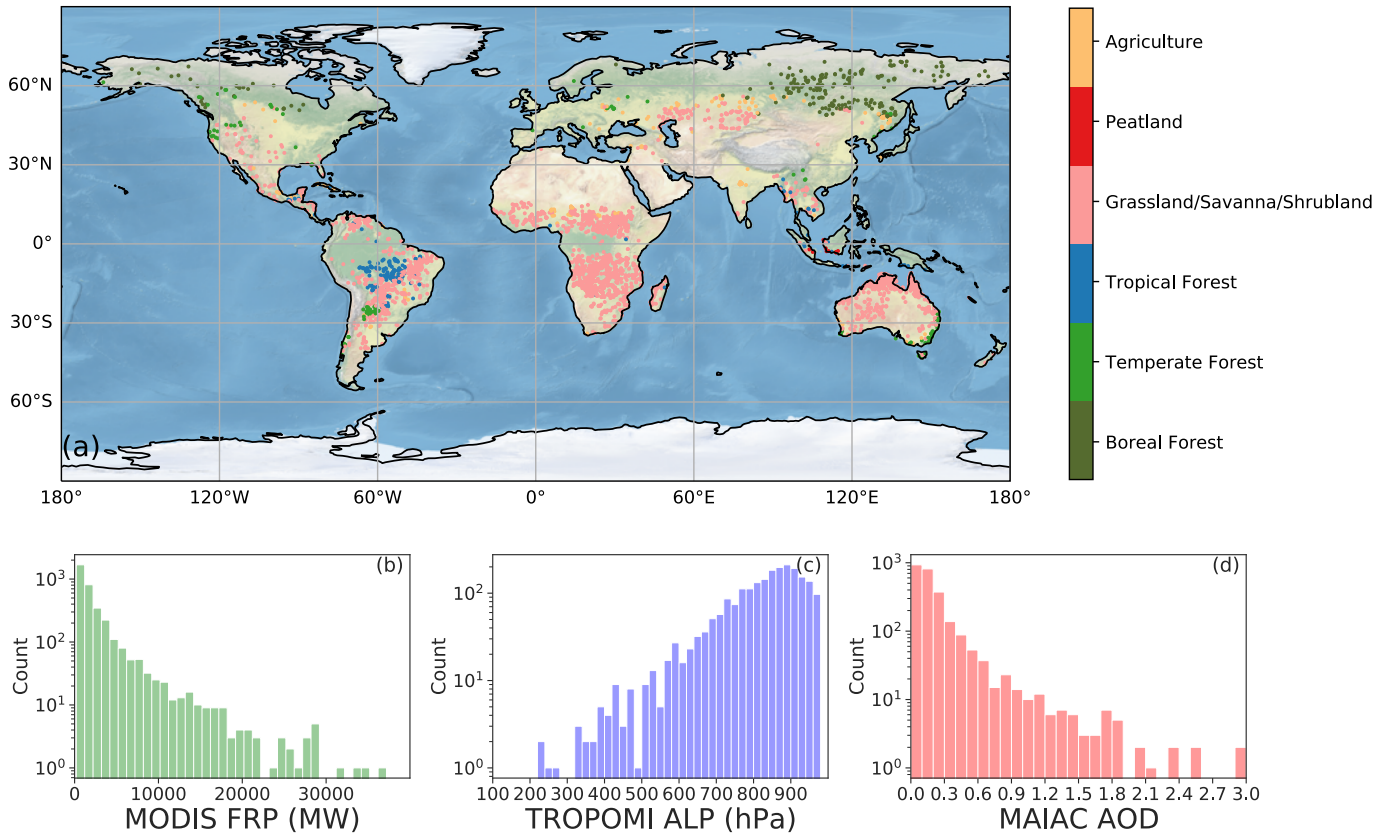 60°N
30°N
0°
30°S
60°S
(a)
180° 120°W 60°W 0° 60°E 120°E 180°
Agriculture
Peatland
Grassland/Savanna/Shrubland
Tropical Forest
Temperate Forest
Boreal Forest
(b)
10³
10²
10¹
10⁰
Count
0 10000 20000 30000
MODIS FRP (MW)
(c)
10²
10¹
10⁰
Count
100 200 300 400 500 600 700 800 900
TROPOMI ALP (hPa)
(d)
10³
10²
10¹
10⁰
Count
0.0 0.3 0.6 0.9 1.2 1.5 1.8 2.1 2.4 2.7 3.0
MAIAC AOD